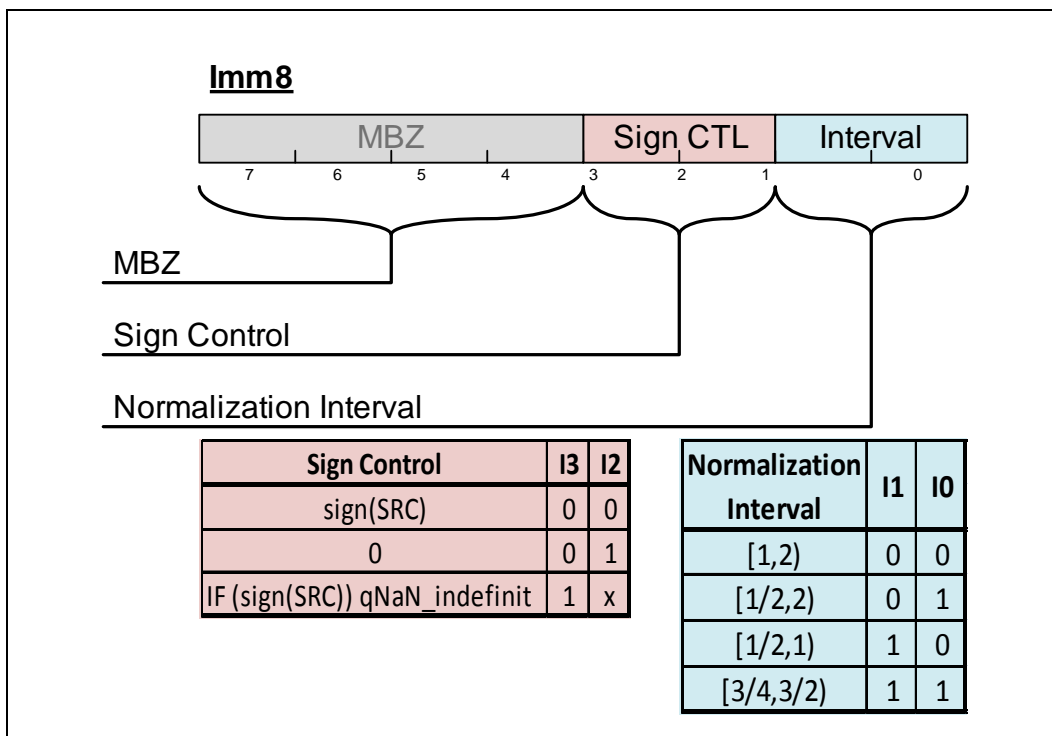 Imm8
MBZ Sign CTL Interval
7 6 5 4 3 2 1 0
MBZ
Sign Control
Normalization Interval
Sign Control I3 I2
sign(SRC) 0 0
0 0 1
IF (sign(SRC)) qNaN_indefinit 1 x
Normalization
Interval I1 I0
[1,2) 0 0
[1/2,2) 0 1
[1/2,1) 1 0
[3/4,3/2) 1 1